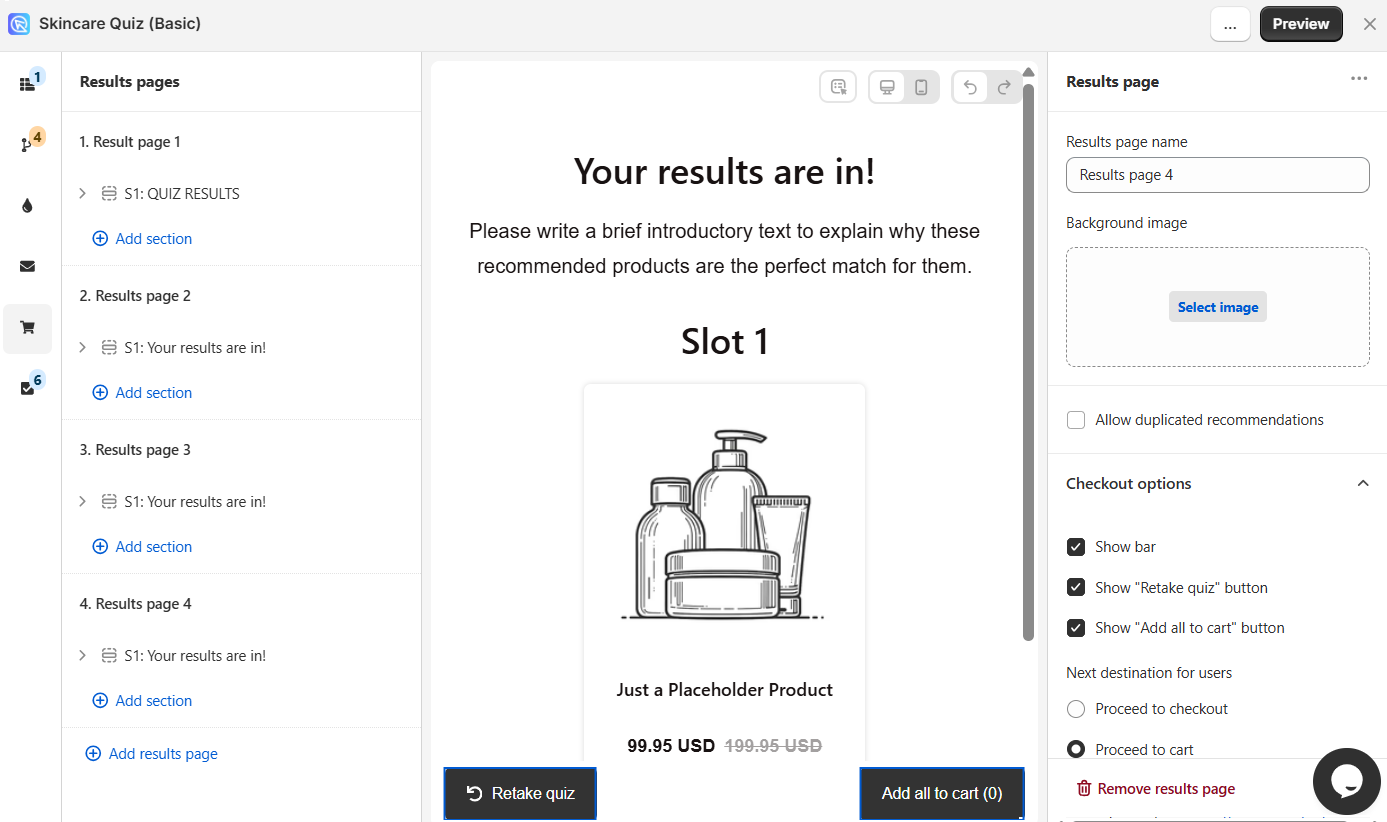 Skincare Quiz (Basic)
...
Preview
1
4
6
Results pages
1. Result page 1
S1: QUIZ RESULTS
Add section
2. Results page 2
S1: Your results are in!
Add section
3. Results page 3
S1: Your results are in!
Add section
4. Results page 4
S1: Your results are in!
Add section
Add results page
Your results are in!
Please write a brief introductory text to explain why these
recommended products are the perfect match for them.
Slot 1
Just a Placeholder Product
99.95 USD 199.95 USD
Retake quiz
Add all to cart (0)
Results page
Results page name
Results page 4
Background image
Select image
Allow duplicated recommendations
Checkout options
Show bar
Show "Retake quiz" button
Show "Add all to cart" button
Next destination for users
Proceed to checkout
Proceed to cart
Remove results page